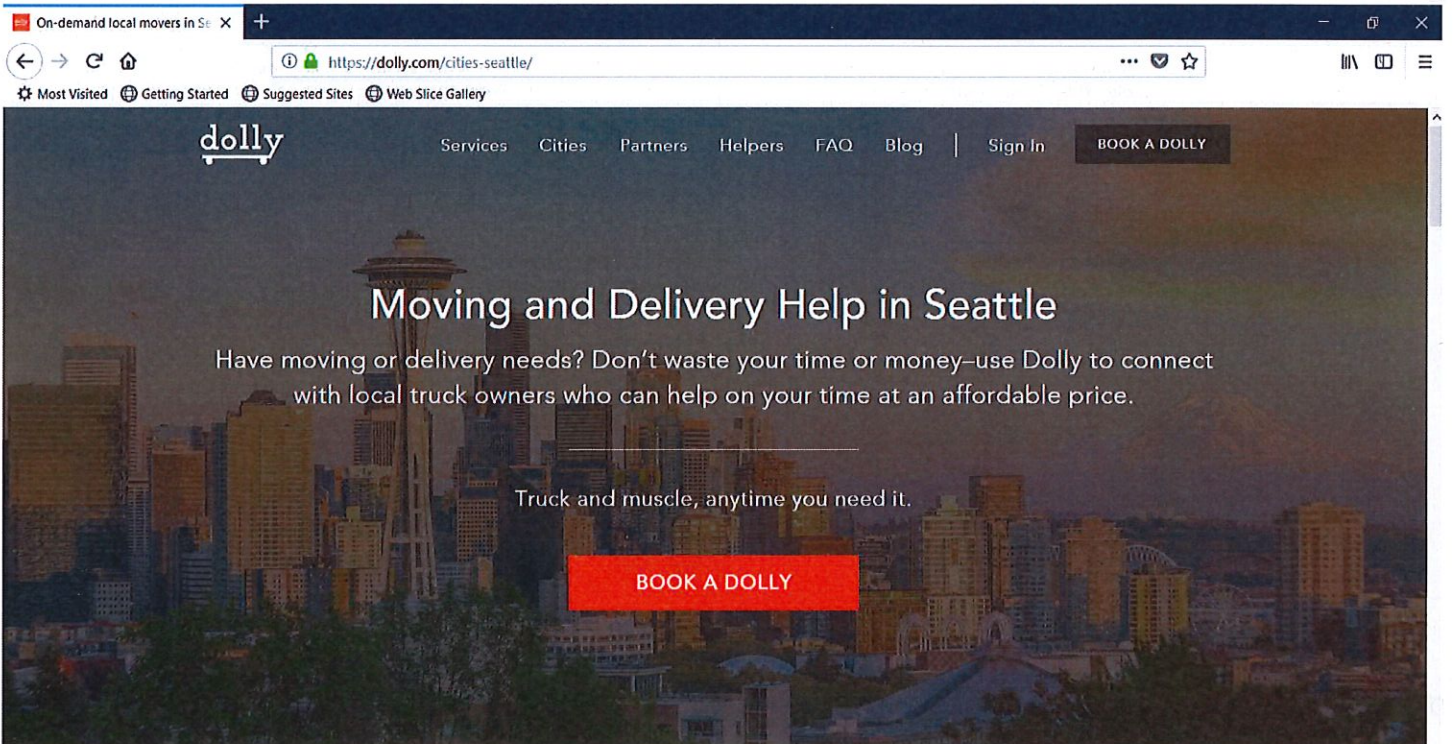 On-demand local movers in Se
https://dolly.com/cities-seattle/
Most Visited Getting Started Suggested Sites Web Slice Gallery
dolly Services Cities Partners Helpers FAQ Blog Sign In BOOK A DOLLY
Moving and Delivery Help in Seattle
Have moving or delivery needs? Don't waste your time or money–use Dolly to connect
with local truck owners who can help on your time at an affordable price.
Truck and muscle, anytime you need it.
BOOK A DOLLY